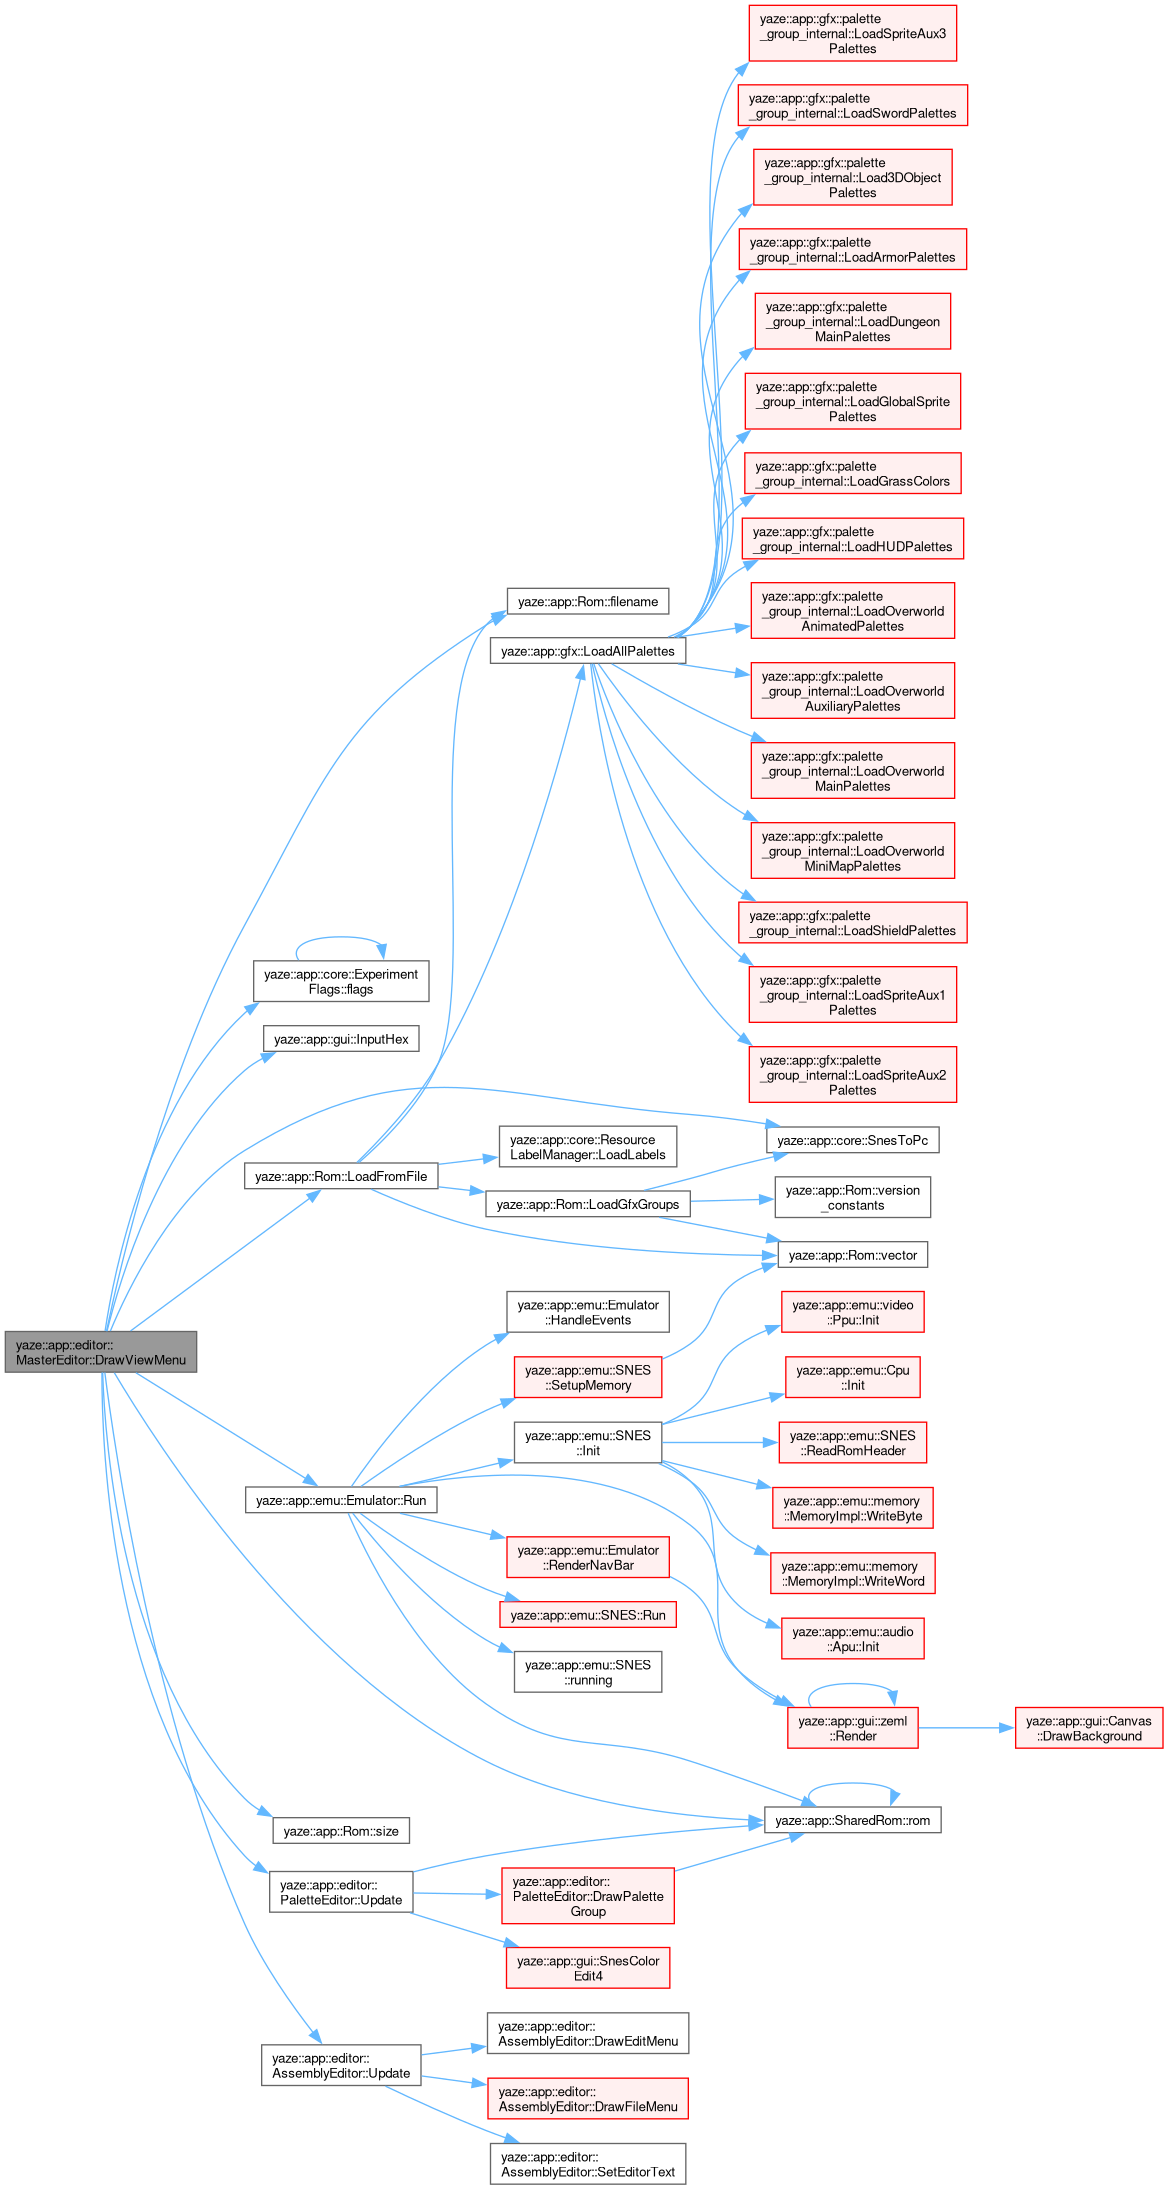 yaze::app::gfx::palette
_group_internal::LoadSpriteAux3
Palettes
yaze::app::gfx::palette
_group_internal::LoadSwordPalettes
yaze::app::gfx::palette
_group_internal::Load3DObject
Palettes
yaze::app::gfx::palette
_group_internal::LoadArmorPalettes
yaze::app::gfx::palette
_group_internal::LoadDungeon
MainPalettes
yaze::app::gfx::palette
_group_internal::LoadGlobalSprite
Palettes
yaze::app::gfx::palette
_group_internal::LoadGrassColors
yaze::app::gfx::palette
_group_internal::LoadHUDPalettes
yaze::app::gfx::palette
_group_internal::LoadOverworld
AnimatedPalettes
yaze::app::Rom::filename
yaze::app::gfx::LoadAllPalettes
yaze::app::gfx::palette
_group_internal::LoadOverworld
AuxiliaryPalettes
yaze::app::gfx::palette
_group_internal::LoadOverworld
MainPalettes
yaze::app::gfx::palette
_group_internal::LoadOverworld
MiniMapPalettes
yaze::app::gfx::palette
_group_internal::LoadShieldPalettes
yaze::app::core::Experiment
Flags::flags
yaze::app::gfx::palette
_group_internal::LoadSpriteAux1
Palettes
yaze::app::gui::InputHex
yaze::app::gfx::palette
_group_internal::LoadSpriteAux2
Palettes
yaze::app::core::Resource
LabelManager::LoadLabels
yaze::app::core::SnesToPc
yaze::app::Rom::LoadFromFile
yaze::app::Rom::LoadGfxGroups
yaze::app::Rom::version
_constants
yaze::app::Rom::vector
yaze::app::editor::
MasterEditor::DrawViewMenu
yaze::app::emu::Emulator
::HandleEvents
yaze::app::emu::video
::Ppu::Init
yaze::app::emu::SNES
::SetupMemory
yaze::app::emu::Cpu
::Init
yaze::app::emu::SNES
::Init
yaze::app::emu::SNES
::ReadRomHeader
yaze::app::emu::Emulator::Run
yaze::app::emu::memory
::MemoryImpl::WriteByte
yaze::app::emu::Emulator
::RenderNavBar
yaze::app::emu::memory
::MemoryImpl::WriteWord
yaze::app::emu::SNES::Run
yaze::app::emu::audio
::Apu::Init
yaze::app::emu::SNES
::running
yaze::app::gui::zeml
::Render
yaze::app::gui::Canvas
::DrawBackground
yaze::app::SharedRom::rom
yaze::app::Rom::size
yaze::app::editor::
PaletteEditor::Update
yaze::app::editor::
PaletteEditor::DrawPalette
Group
yaze::app::gui::SnesColor
Edit4
yaze::app::editor::
AssemblyEditor::DrawEditMenu
yaze::app::editor::
AssemblyEditor::Update
yaze::app::editor::
AssemblyEditor::DrawFileMenu
yaze::app::editor::
AssemblyEditor::SetEditorText